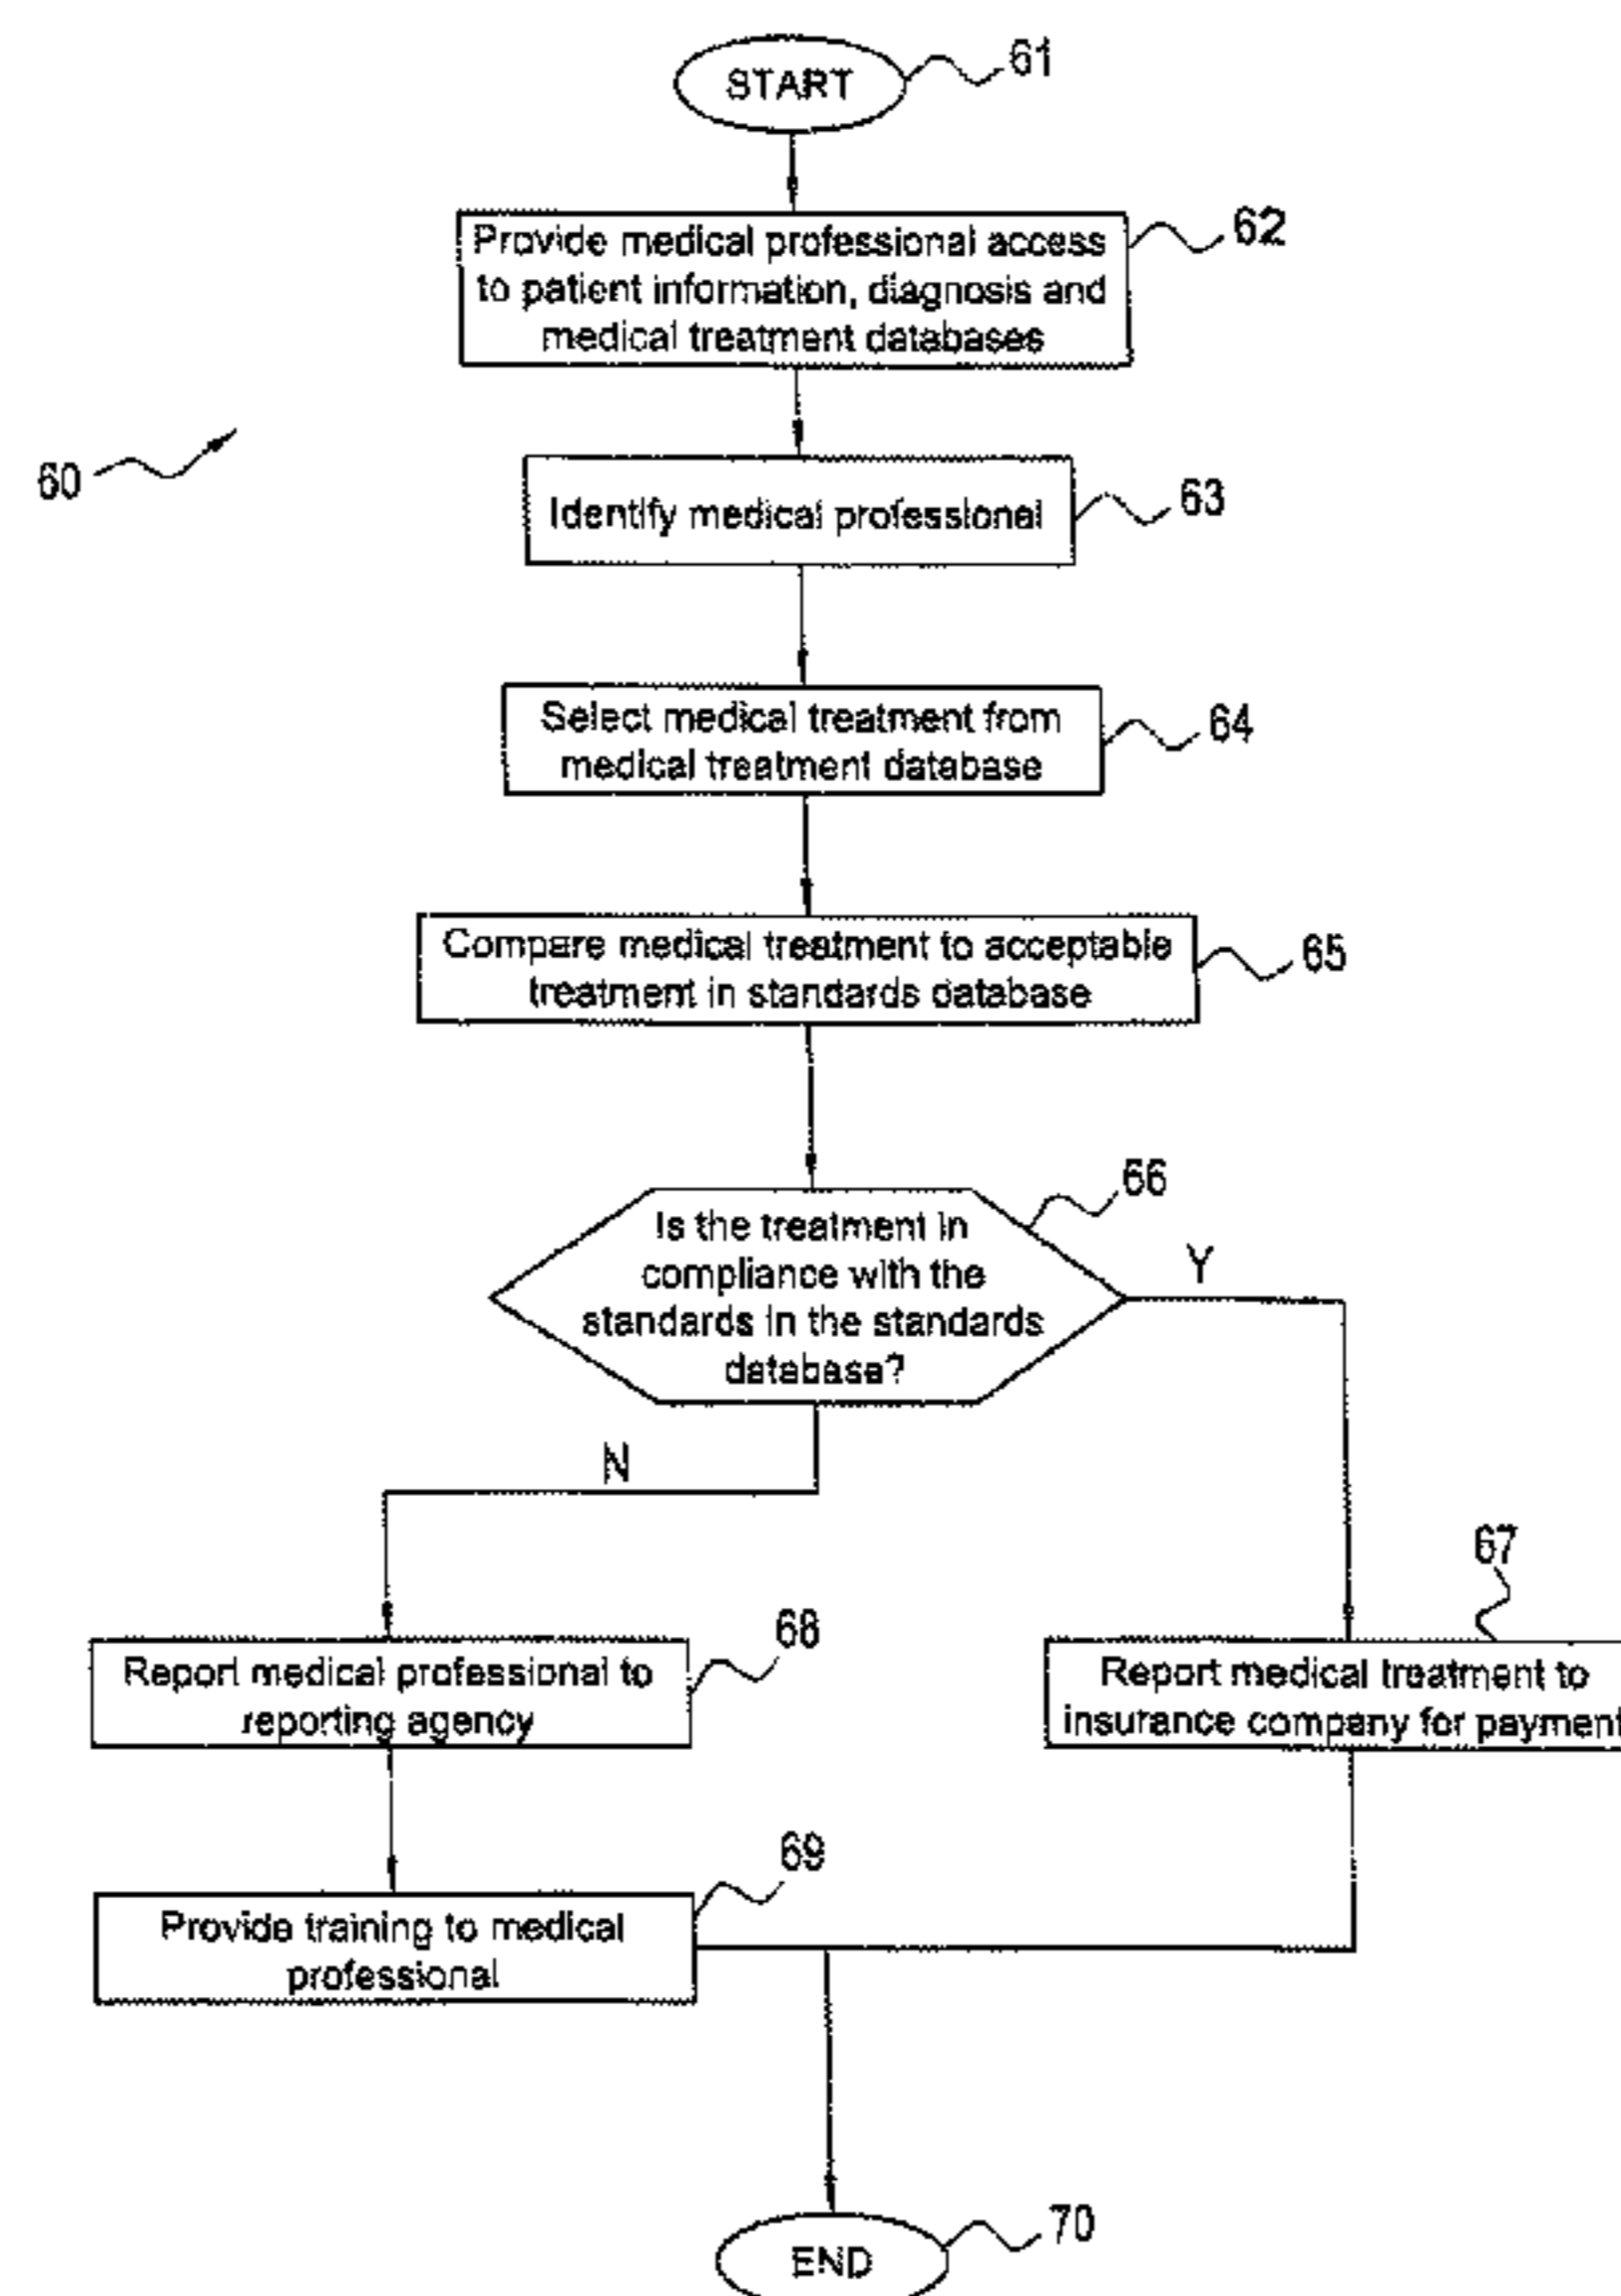 START
61
Provide medical professional access
to patient information, diagnosis and
medical treatment databases
62
60
Identify medical professional
63
Select medical treatment from
medical treatment database
64
Compare medical treatment to acceptable
treatment in standards database
65
66
Is the treatment in
compliance with the
standards in the standards
database?
Y
N
67
68
Report medical professional to
reporting agency
Report medical treatment to
insurance company for payment
69
Provide training to medical
professional
70
END